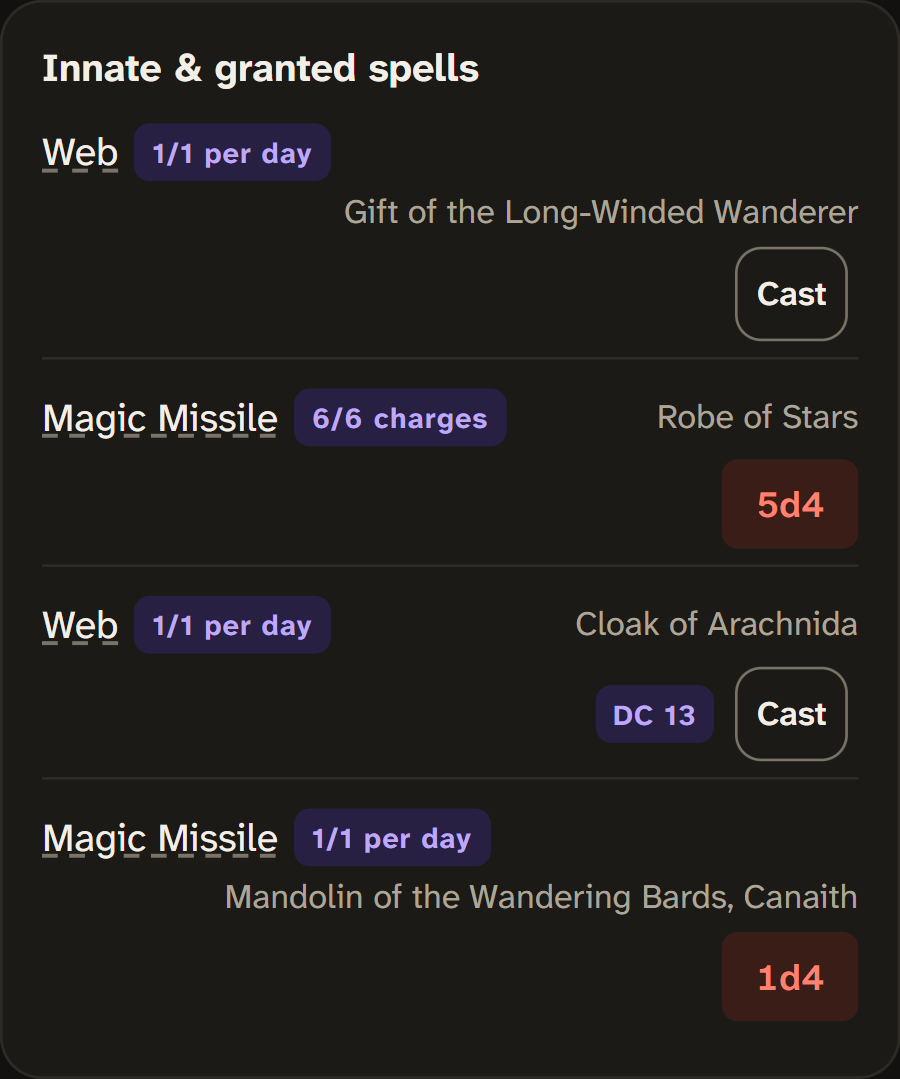 Innate & granted spells
Web 1/1 per day
Gift of the Long-Winded Wanderer
Cast
Magic Missile 6/6 charges Robe of Stars
5d4
Web 1/1 per day Cloak of Arachnida
DC 13 Cast
Magic Missile 1/1 per day
Mandolin of the Wandering Bards, Canaith
1d4